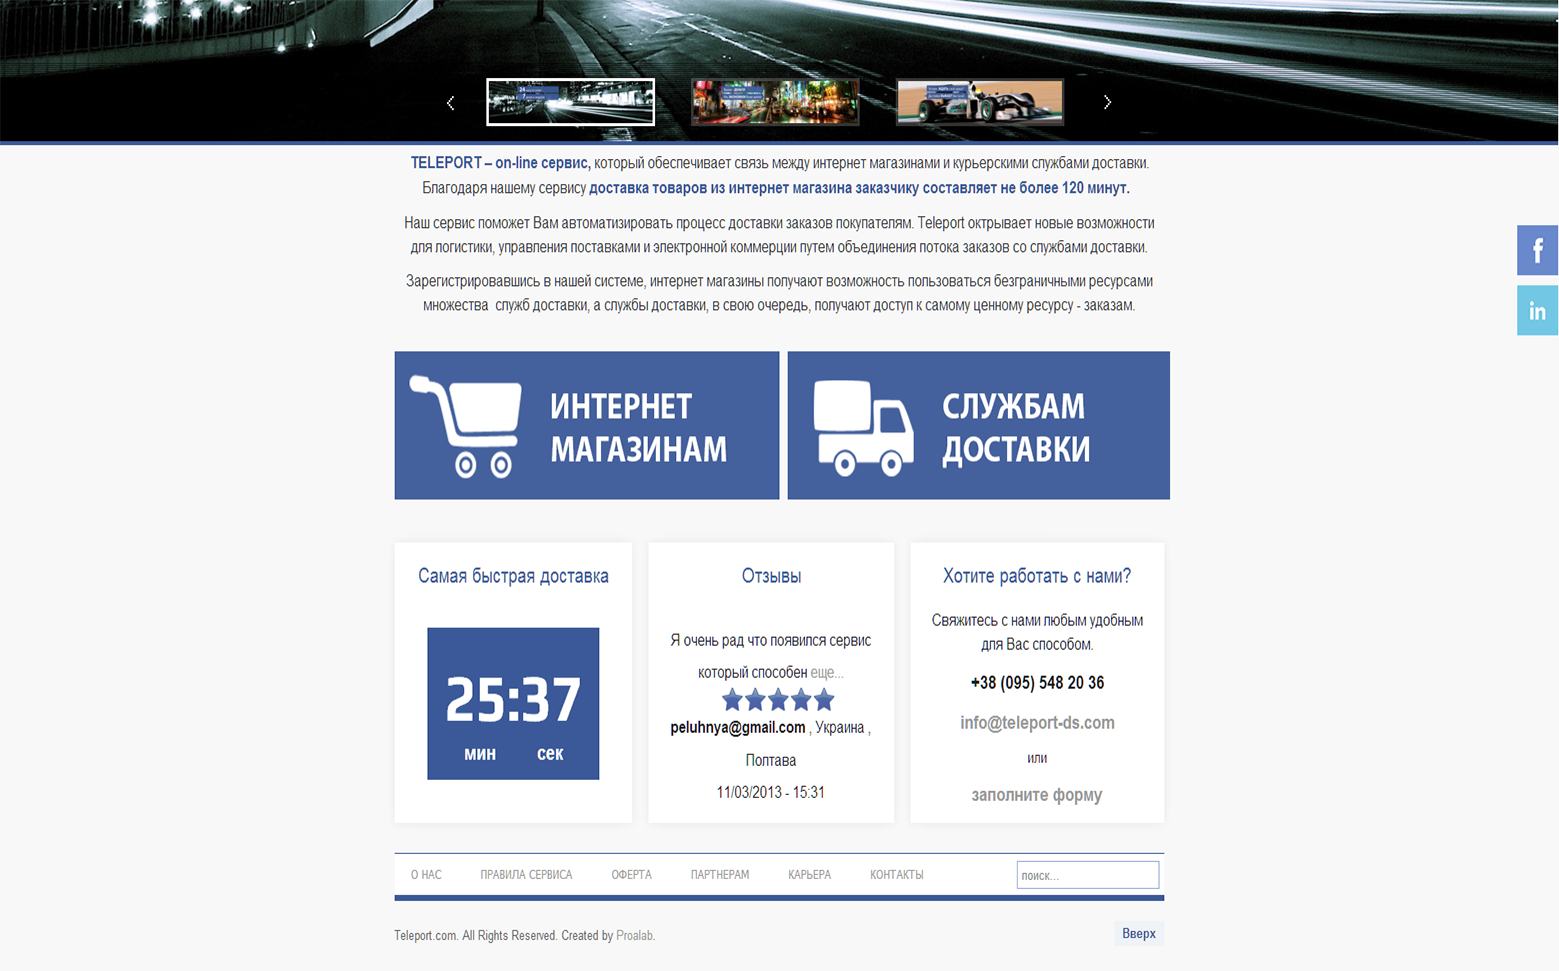 TELEPORT – on-line сервис, который обеспечивает связь между интернет магазинами и курьерскими службами доставки.
Благодаря нашему сервису доставка товаров из интернет магазина заказчику составляет не более 120 минут.
Наш сервис поможет Вам автоматизировать процесс доставки заказов покупателям. Teleport октрывает новые возможности
для логистики, управления поставками и электронной коммерции путем объединения потока заказов со службами доставки.
Зарегистрировавшись в нашей системе, интернет магазины получают возможность пользоваться безграничными ресурсами
множества служб доставки, а службы доставки, в свою очередь, получают доступ к самому ценному ресурсу - заказам.
f
in
ИНТЕРНЕТ
МАГАЗИНАМ
СЛУЖБАМ
ДОСТАВКИ
Самая быстрая доставка
25:37
мин сек
Отзывы
Я очень рад что появился сервис
который способен еще...
peluhnya@gmail.com , Украина ,
Полтава
11/03/2013 - 15:31
Хотите работать с нами?
Свяжитесь с нами любым удобным
для Вас способом.
+38 (095) 548 20 36
info@teleport-ds.com
или
заполните форму
О НАС ПРАВИЛА СЕРВИСА ОФЕРТА ПАРТНЕРАМ КАРЬЕРА КОНТАКТЫ поиск...
Teleport.com. All Rights Reserved. Created by Proalab. Вверх